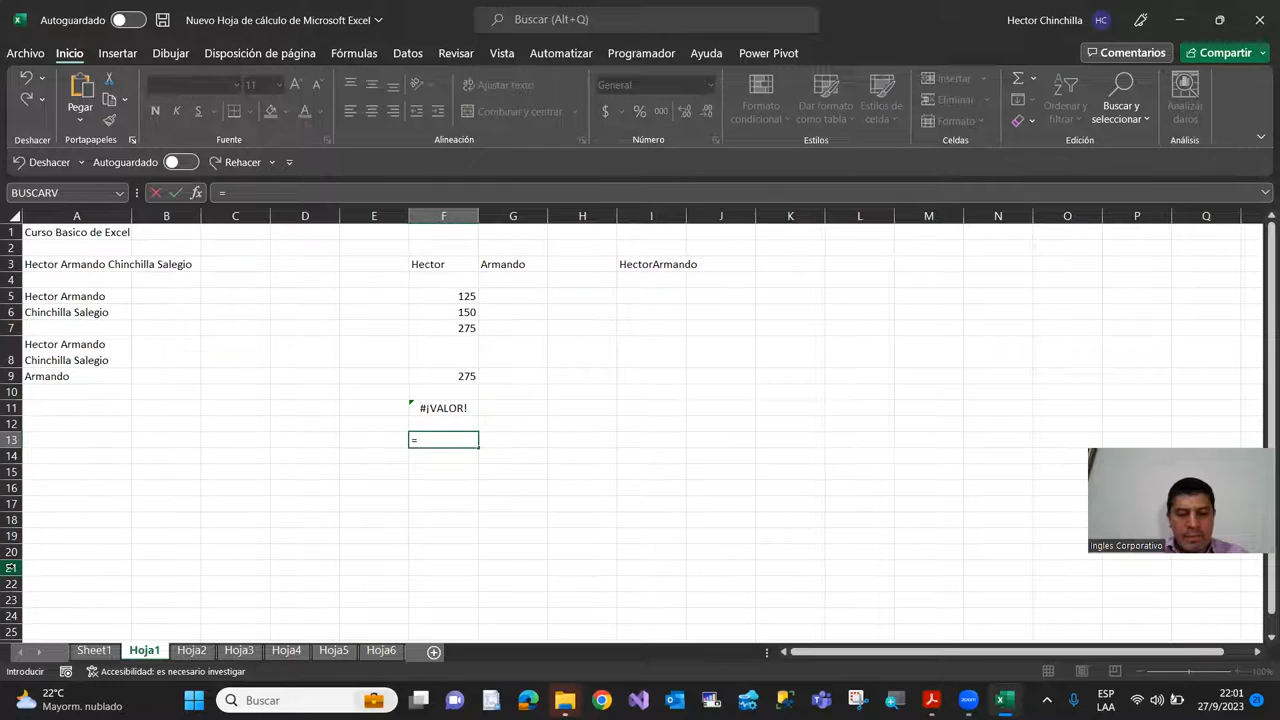 Autoguardado
Nuevo Hoja de cálculo de Microsoft Excel
Buscar (Alt+Q)
Hector Chinchilla
HC
Archivo Inicio Insertar Dibujar Disposición de página Fórmulas Datos Revisar Vista Automatizar Programador Ayuda Power Pivot
Comentarios
Compartir
Pegar
11
Ajustar texto
General
Insertar
N K S
Combinar y centrar
$ % 000
Formato condicional
Dar formato como tabla
Estilos de celda
Eliminar
Formato
Ordenar y filtrar
Buscar y seleccionar
Analizar datos
Deshacer Portapapeles Fuente Alineación Número Estilos Celdas Edición Análisis
Deshacer Autoguardado Rehacer
BUSCARV
fx =
A B C D E F G H I J K L M N O P Q
1 Curso Basico de Excel
2
3 Hector Armando Chinchilla Salegio Hector Armando HectorArmando
4
5 Hector Armando 125
6 Chinchilla Salegio 150
7 275
Hector Armando
8 Chinchilla Salegio
9 Armando 275
10
11 #¡VALOR!
12
13 =
14
15
16
17
18
19
20
22
23
24
25
Ingles Corporativo
Sheet1 Hoja1 Hoja2 Hoja3 Hoja4 Hoja5 Hoja6
Introducir
Accesibilidad: es necesario investigar
100%
22°C
Mayorm. nublado
Buscar
ESP
LAA
22:01
27/9/2023
21